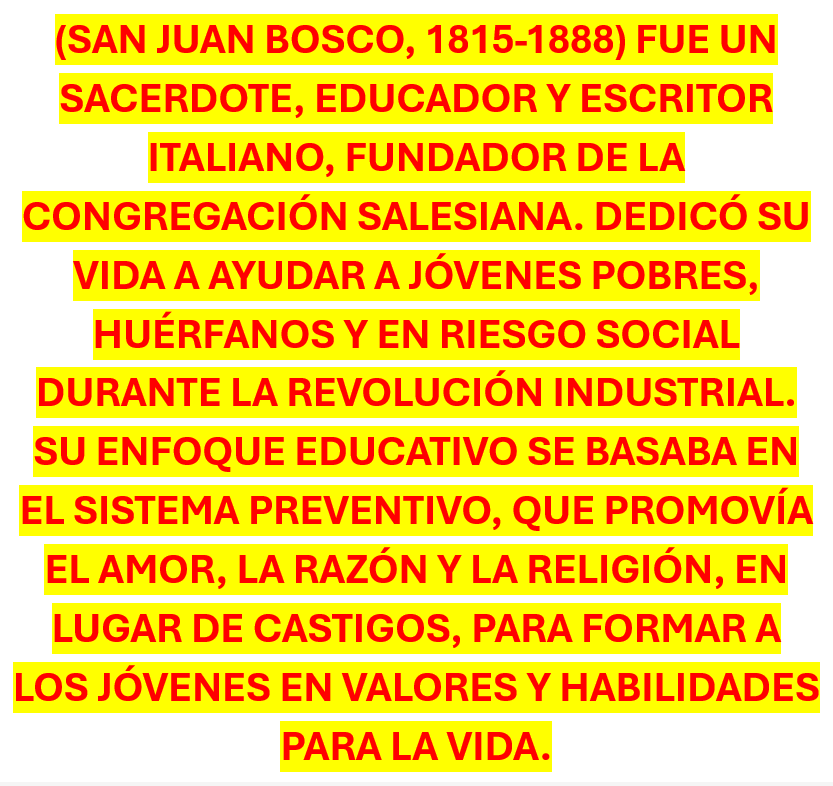 (SAN JUAN BOSCO, 1815-1888) FUE UN
SACERDOTE, EDUCADOR Y ESCRITOR
ITALIANO, FUNDADOR DE LA
CONGREGACIÓN SALESIANA. DEDICÓ SU
VIDA A AYUDAR A JÓVENES POBRES,
HUÉRFANOS Y EN RIESGO SOCIAL
DURANTE LA REVOLUCIÓN INDUSTRIAL.
SU ENFOQUE EDUCATIVO SE BASABA EN
EL SISTEMA PREVENTIVO, QUE PROMOVÍA
EL AMOR, LA RAZÓN Y LA RELIGIÓN, EN
LUGAR DE CASTIGOS, PARA FORMAR A
LOS JÓVENES EN VALORES Y HABILIDADES
PARA LA VIDA.